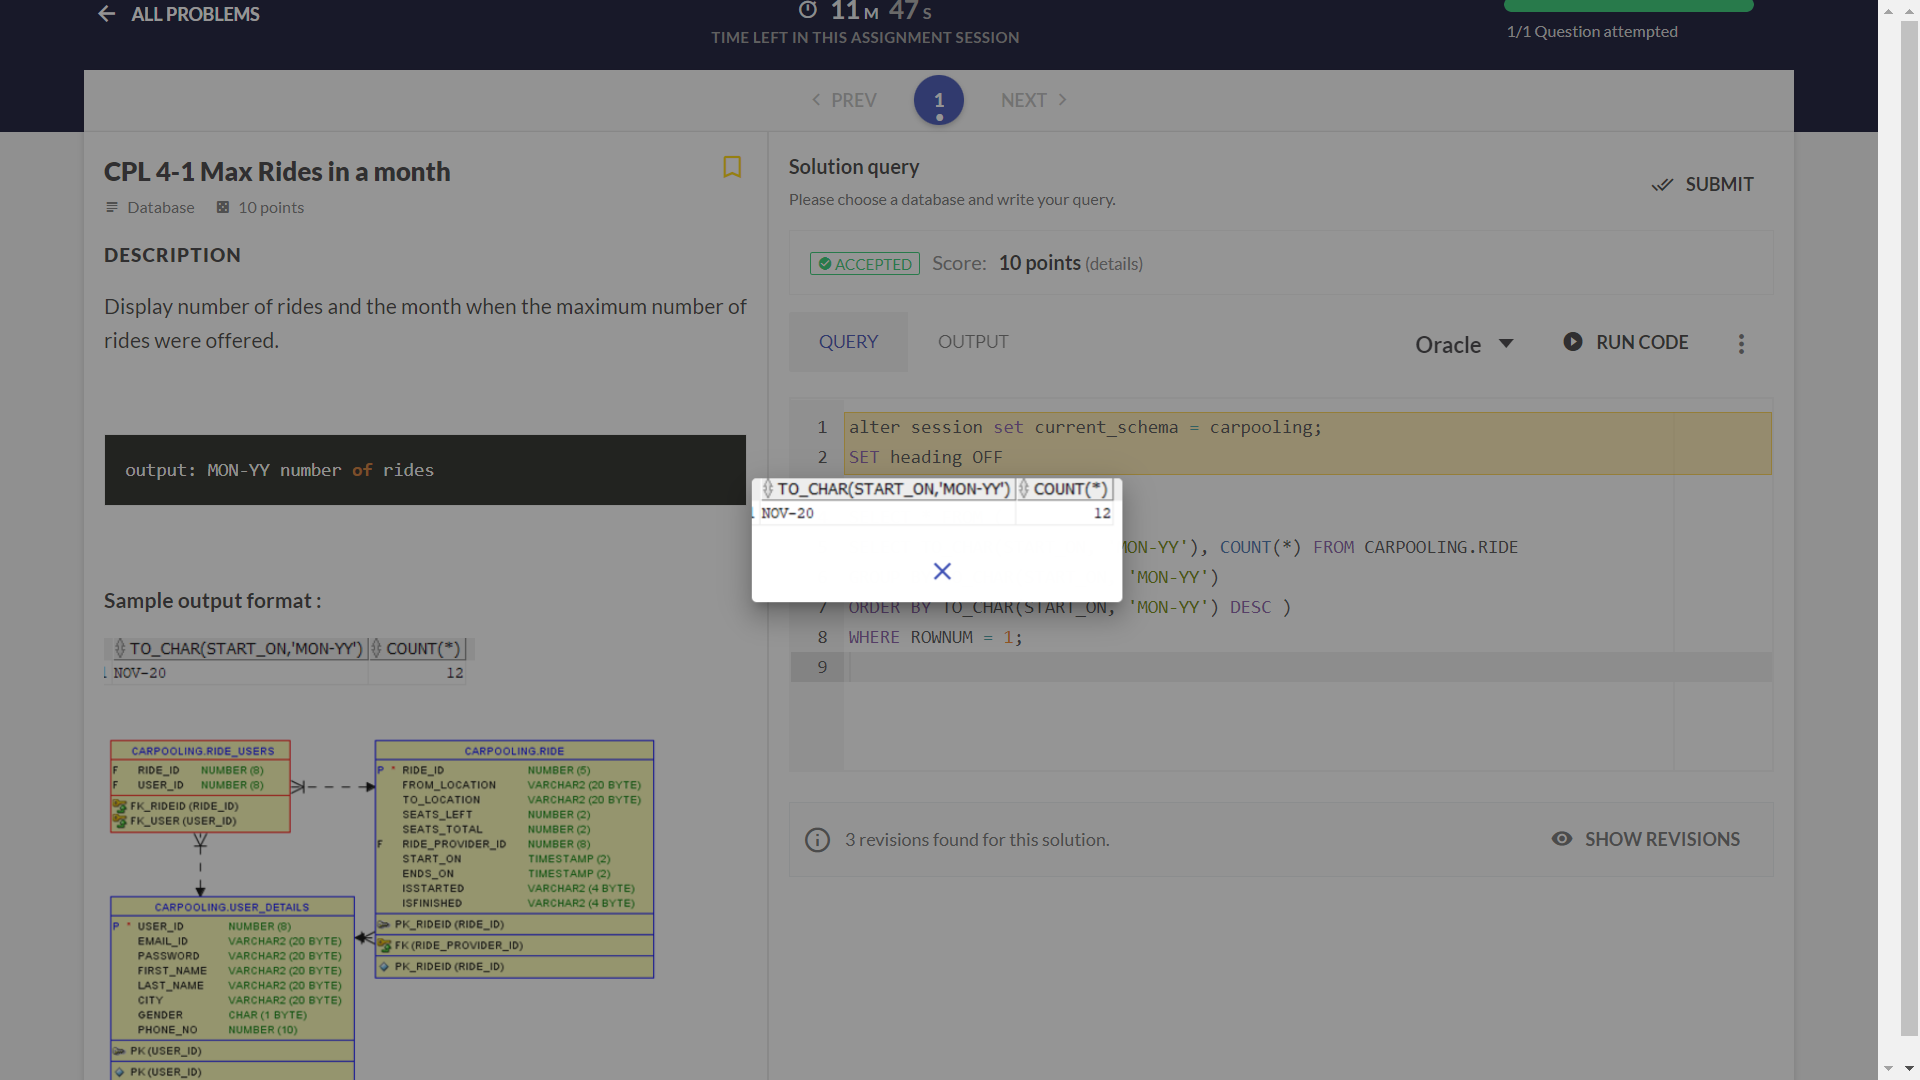 ALL PROBLEMS
11 M 47 S
TIME LEFT IN THIS ASSIGNMENT SESSION
1/1 Question attempted
PREV
1
NEXT
CPL 4-1 Max Rides in a month
Database 10 points
DESCRIPTION
Display number of rides and the month when the maximum number of
rides were offered.
output: MON-YY number of rides
Sample output format :
TO_CHAR(START_ON,'MON-YY') COUNT(*)
1 NOV-20 12
CARPOOLING.RIDE_USERS
F RIDE_ID NUMBER (8)
F USER_ID NUMBER (8)
FK_RIDEID (RIDE_ID)
FK_USER (USER_ID)
CARPOOLING.RIDE
P * RIDE_ID NUMBER (5)
FROM_LOCATION VARCHAR2 (20 BYTE)
TO_LOCATION VARCHAR2 (20 BYTE)
SEATS_LEFT NUMBER (2)
SEATS_TOTAL NUMBER (2)
F RIDE_PROVIDER_ID NUMBER (8)
START_ON TIMESTAMP (2)
ENDS_ON TIMESTAMP (2)
ISSTARTED VARCHAR2 (4 BYTE)
ISFINISHED VARCHAR2 (4 BYTE)
PK_RIDEID (RIDE_ID)
FK (RIDE_PROVIDER_ID)
PK_RIDEID (RIDE_ID)
CARPOOLING.USER_DETAILS
P * USER_ID NUMBER (8)
EMAIL_ID VARCHAR2 (20 BYTE)
PASSWORD VARCHAR2 (20 BYTE)
FIRST_NAME VARCHAR2 (20 BYTE)
LAST_NAME VARCHAR2 (20 BYTE)
CITY VARCHAR2 (20 BYTE)
GENDER CHAR (1 BYTE)
PHONE_NO NUMBER (10)
PK (USER_ID)
PK (USER_ID)
Solution query
Please choose a database and write your query.
SUBMIT
ACCEPTED Score: 10 points (details)
QUERY OUTPUT Oracle RUN CODE
1 alter session set current_schema = carpooling;
2 SET heading OFF
TO_CHAR(START_ON,'MON-YY') COUNT(*)
1 NOV-20 12
MON-YY'), COUNT(*) FROM CARPOOLING.RIDE
'MON-YY')
7 ORDER BY TO_CHAR(START_ON, 'MON-YY') DESC )
8 WHERE ROWNUM = 1;
9
3 revisions found for this solution.
SHOW REVISIONS